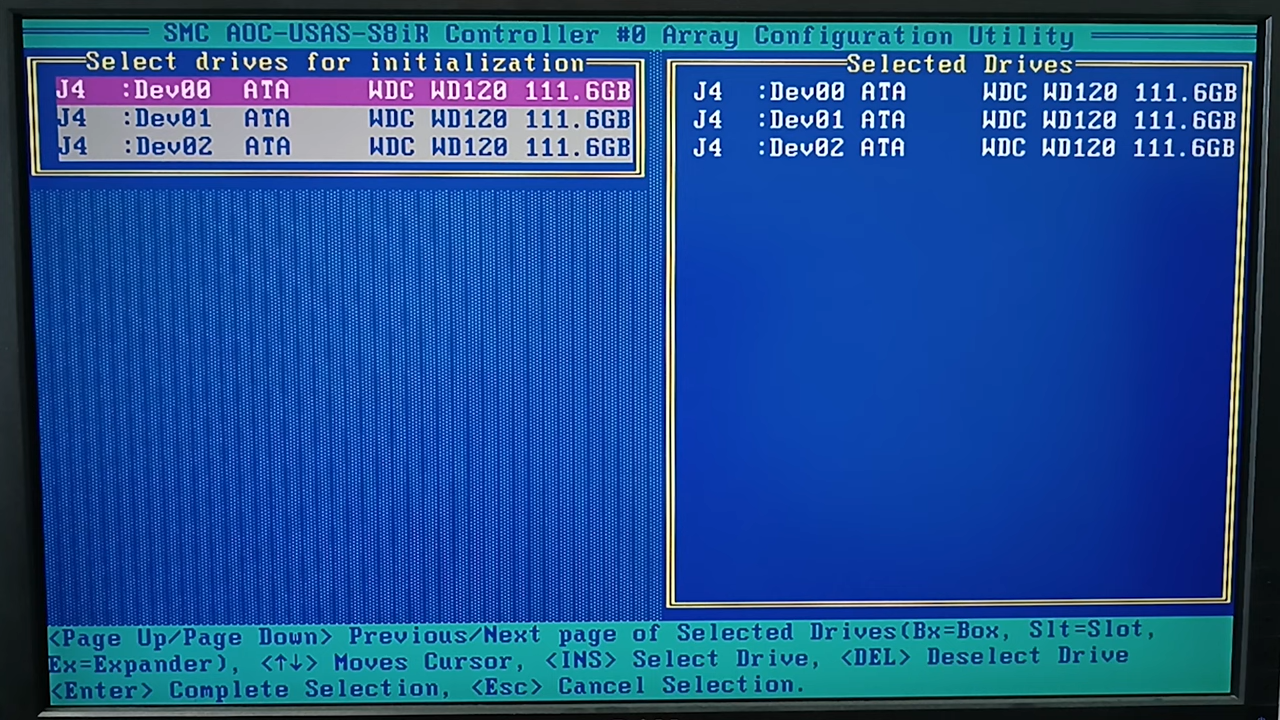 SMC AOC-USAS-S8iR Controller #0 Array Configuration Utility
Select drives for initialization
J4 :Dev00 ATA WDC WD120 111.6GB
J4 :Dev01 ATA WDC WD120 111.6GB
J4 :Dev02 ATA WDC WD120 111.6GB
Selected Drives
J4 :Dev00 ATA WDC WD120 111.6GB
J4 :Dev01 ATA WDC WD120 111.6GB
J4 :Dev02 ATA WDC WD120 111.6GB
<Page Up/Page Down> Previous/Next page of Selected Drives(Bx=Box, Slt=Slot,
Ex=Expander), <↑↓> Moves Cursor, <INS> Select Drive, <DEL> Deselect Drive
<Enter> Complete Selection, <Esc> Cancel Selection.